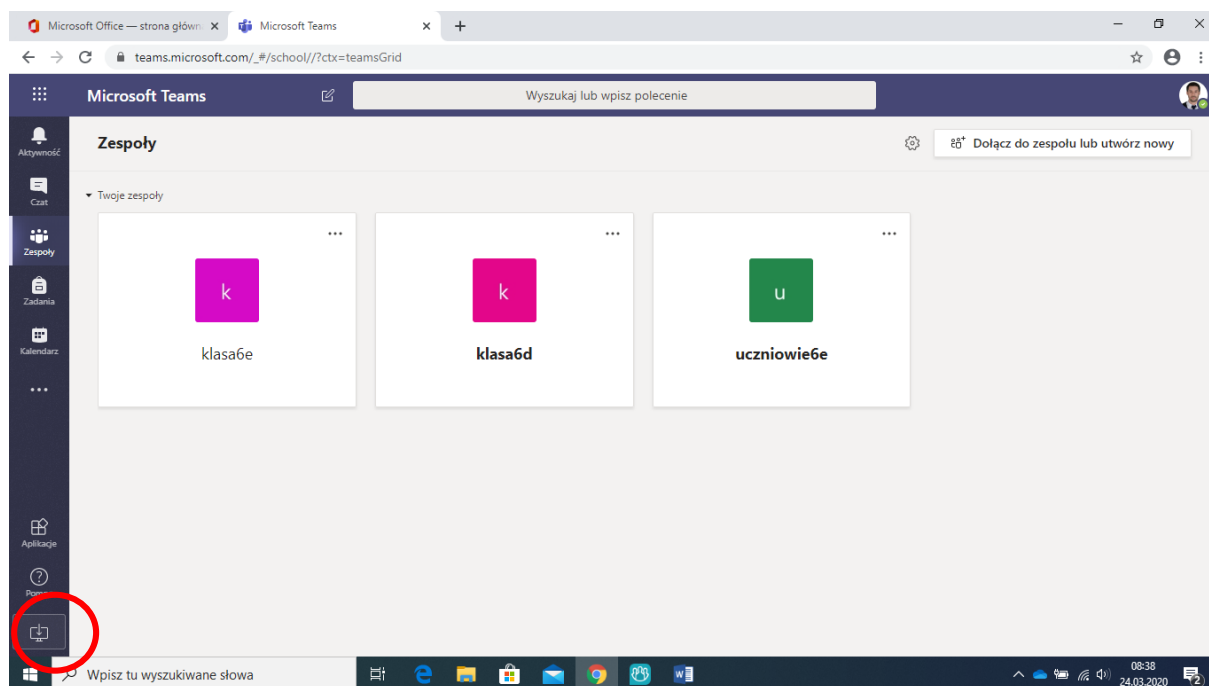 Microsoft Office — strona główn
Microsoft Teams
teams.microsoft.com/_#/school//?ctx=teamsGrid
Microsoft Teams
Wyszukaj lub wpisz polecenie
Aktywność
Czat
Zespoły
Zadania
Kalendarz
Aplikacje
Zespoły
Dołącz do zespołu lub utwórz nowy
Twoje zespoły
k
klasa6e
k
klasa6d
u
uczniowie6e
Wpisz tu wyszukiwane słowa
08:38
24.03.2020
2